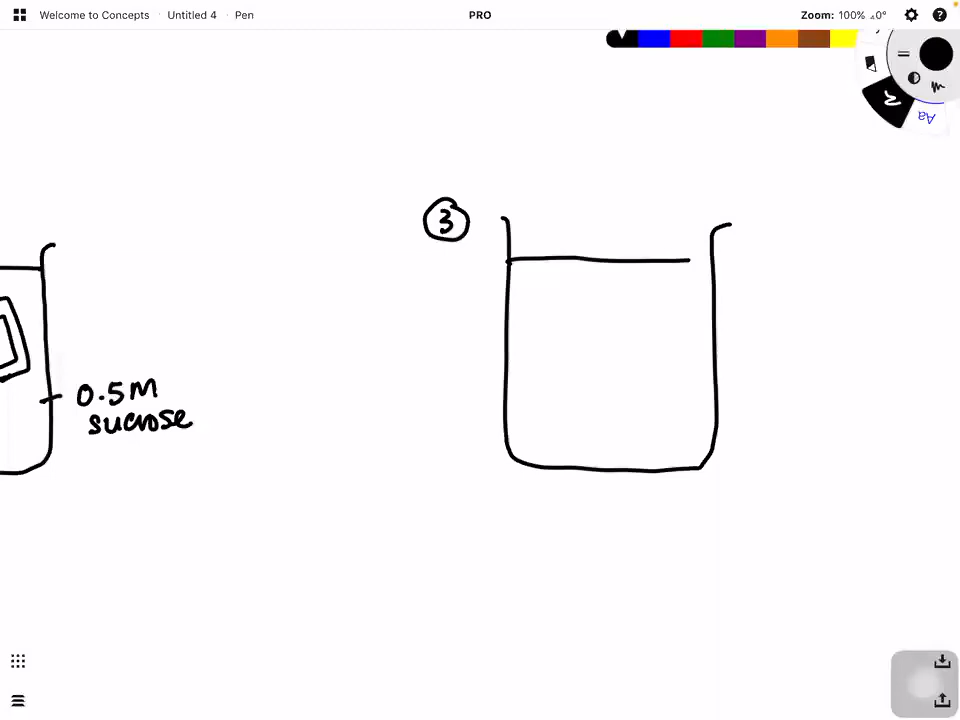 Welcome to Concepts · Untitled 4 · Pen
PRO
Zoom: 100% 0°
Aa
3
0.5M
sucrose